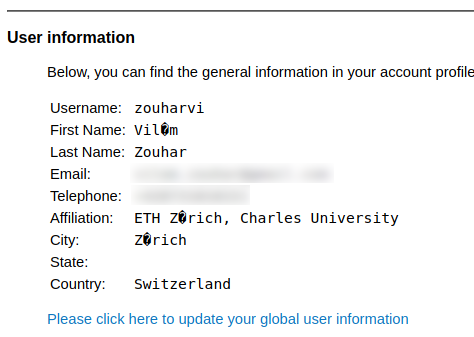 User information
Below, you can find the general information in your account profile
Username: zouharvi
First Name: Vil�m
Last Name: Zouhar
Email:
Telephone:
Affiliation: ETH Z�rich, Charles University
City: Z�rich
State:
Country: Switzerland
Please click here to update your global user information